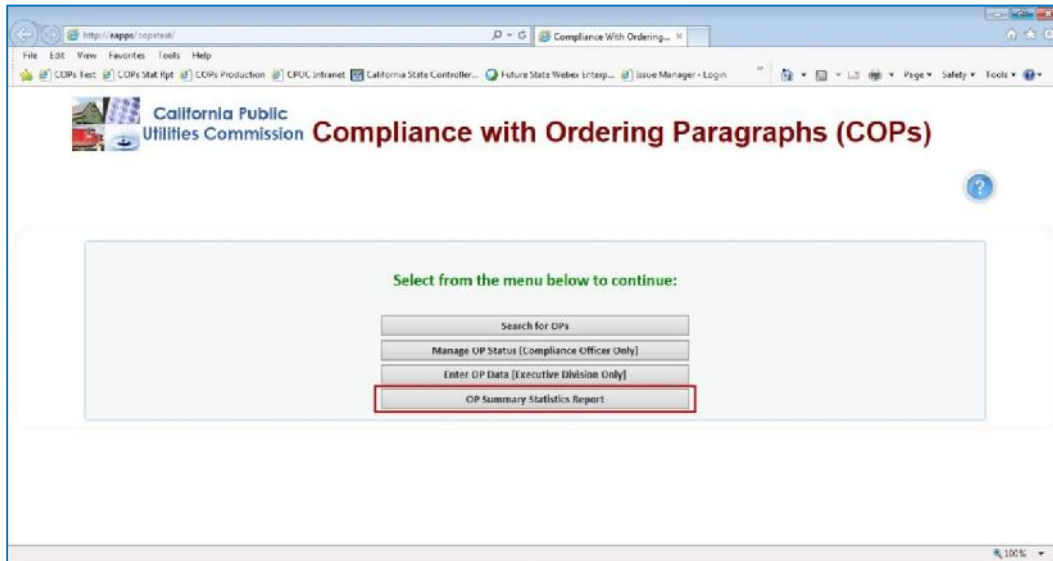 http://eapps/copstest/
Compliance With Ordering...
File Edit View Favorites Tools Help
COPs Test COPs Stat Rpt COPs Production CPUC Intranet California State Controller... Future State Webex Enterp... Issue Manager - Login Page Safety Tools
California Public
Utilities Commission
Compliance with Ordering Paragraphs (COPs)
?
Select from the menu below to continue:
Search for OPs
Manage OP Status [Compliance Officer Only]
Enter OP Data [Executive Division Only]
OP Summary Statistics Report
100%